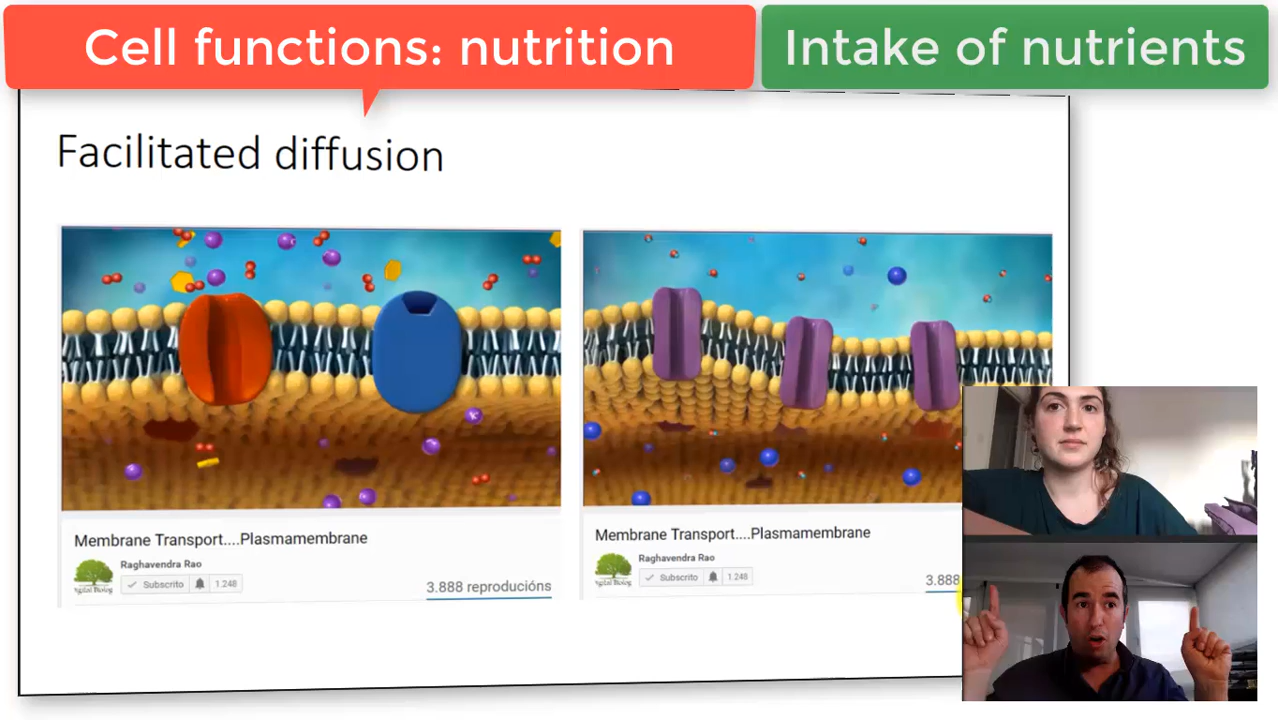 Cell functions: nutrition
Intake of nutrients
Facilitated diffusion
Membrane Transport....Plasmamembrane
Raghavendra Rao
Subscrito 1.248
3.888 reproducións
Membrane Transport....Plasmamembrane
Raghavendra Rao
Subscrito 1.248
3.888